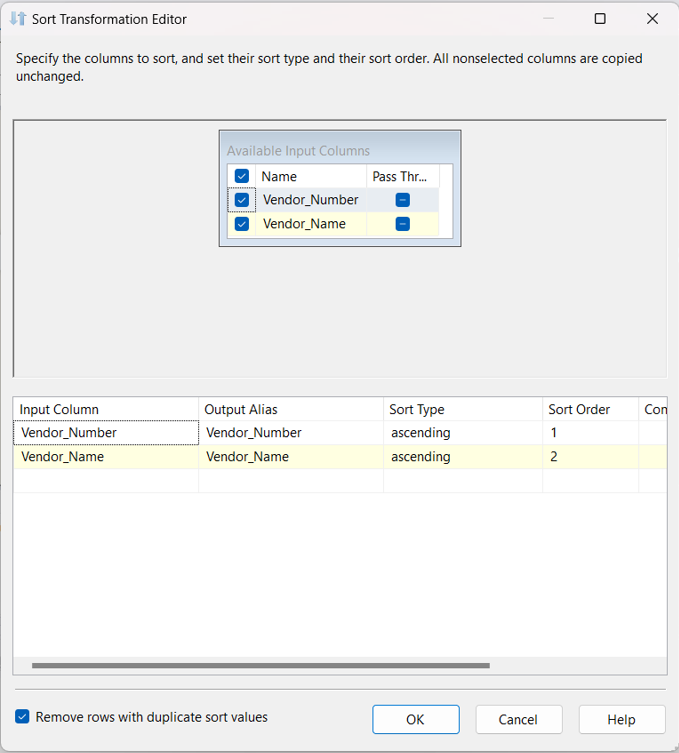 Sort Transformation Editor
Specify the columns to sort, and set their sort type and their sort order. All nonselected columns are copied
unchanged.
Available Input Columns
Name Pass Thr...
Vendor_Number
Vendor_Name
Input Column Output Alias Sort Type Sort Order Com
Vendor_Number Vendor_Number ascending 1
Vendor_Name Vendor_Name ascending 2
Remove rows with duplicate sort values OK Cancel Help